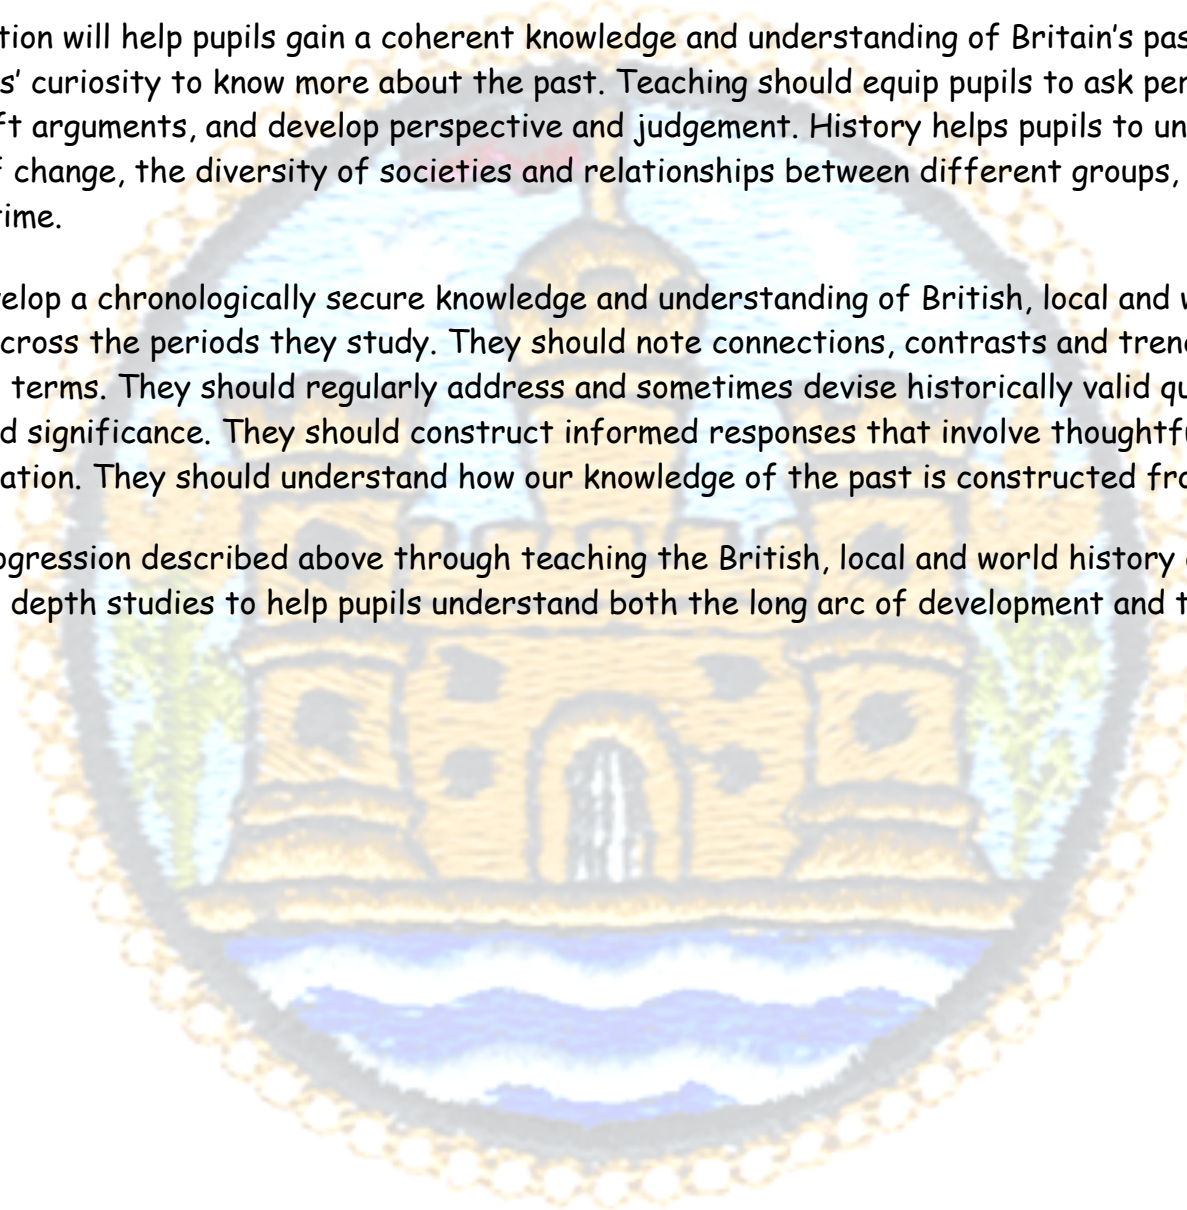 tion will help pupils gain a coherent knowledge and understanding of Britain's pas
s' curiosity to know more about the past. Teaching should equip pupils to ask per
ft arguments, and develop perspective and judgement. History helps pupils to un
f change, the diversity of societies and relationships between different groups,
time.
velop a chronologically secure knowledge and understanding of British, local and w
cross the periods they study. They should note connections, contrasts and tren
terms. They should regularly address and sometimes devise historically valid qu
d significance. They should construct informed responses that involve thoughtfu
ation. They should understand how our knowledge of the past is constructed fro
ogression described above through teaching the British, local and world history
depth studies to help pupils understand both the long arc of development and t